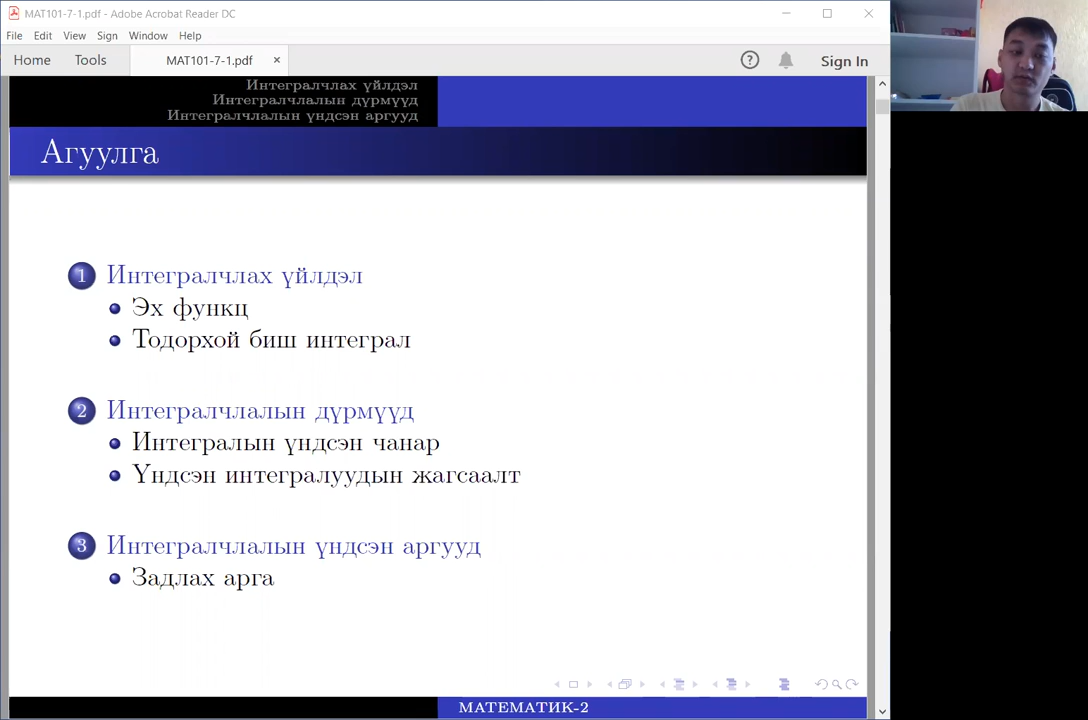 MAT101-7-1.pdf - Adobe Acrobat Reader DC
File Edit View Sign Window Help
Home Tools MAT101-7-1.pdf × ? Sign In
Интегралчлах үйлдэл
Интегралчлалын дүрмүүд
Интегралчлалын үндсэн аргууд
Агуулга
1 Интегралчлах үйлдэл
Эх функц
Тодорхой биш интеграл
2 Интегралчлалын дүрмүүд
Интегралын үндсэн чанар
Үндсэн интегралуудын жагсаалт
3 Интегралчлалын үндсэн аргууд
Задлах арга
МАТЕМАТИК-2